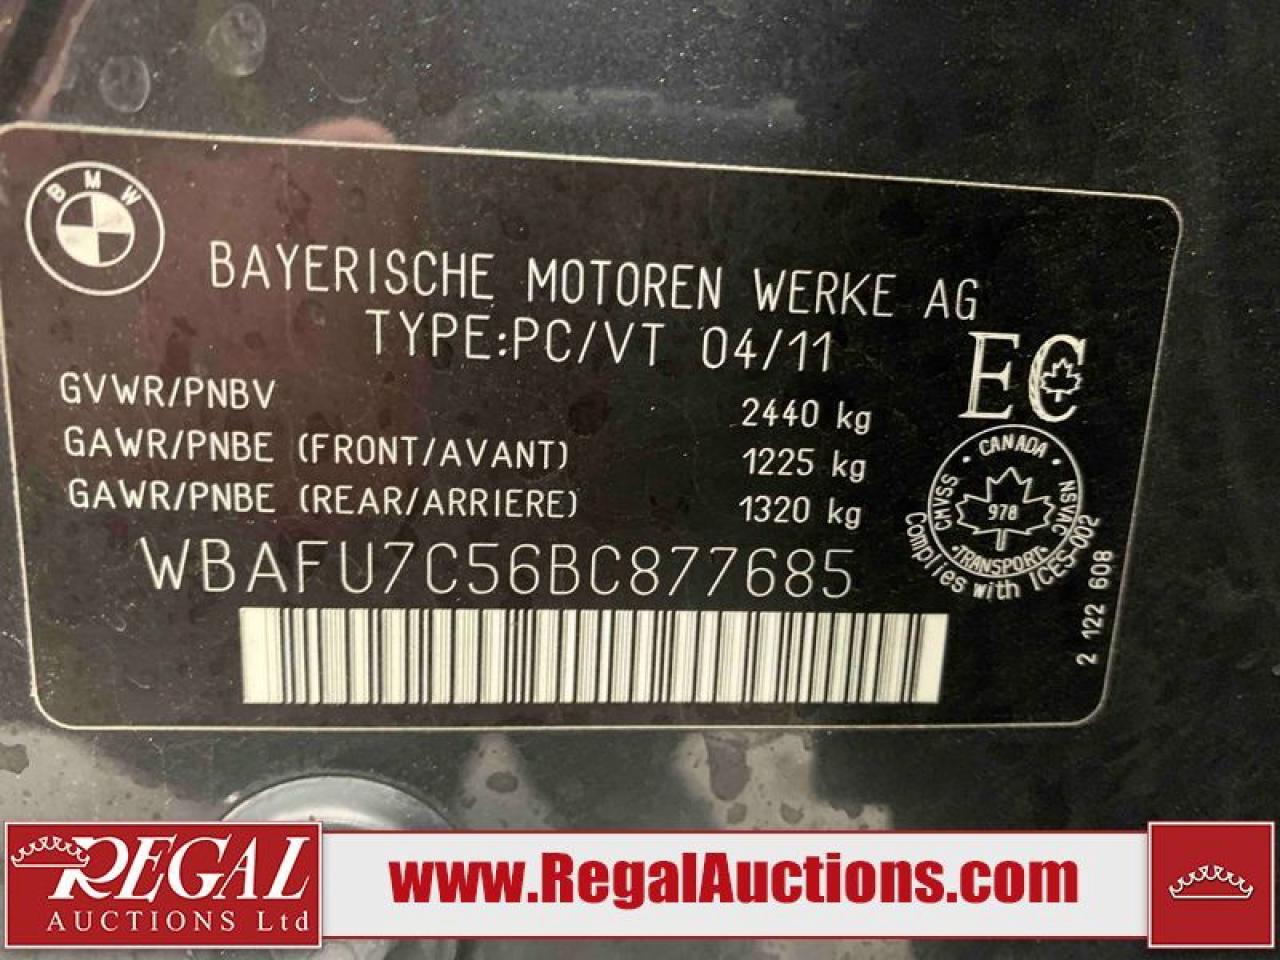 BMW
BAYERISCHE MOTOREN WERKE AG
TYPE:PC/VT 04/11
GVWR/PNBV 2440 kg
GAWR/PNBE (FRONT/AVANT) 1225 kg
GAWR/PNBE (REAR/ARRIERE) 1320 kg
WBAFU7C56BC877685
EC
CANADA
CMVSS
NSVAC
978
TRANSPORT
Complies with ICES-002
2 122 608
REGAL
AUCTIONS Ltd
www.RegalAuctions.com